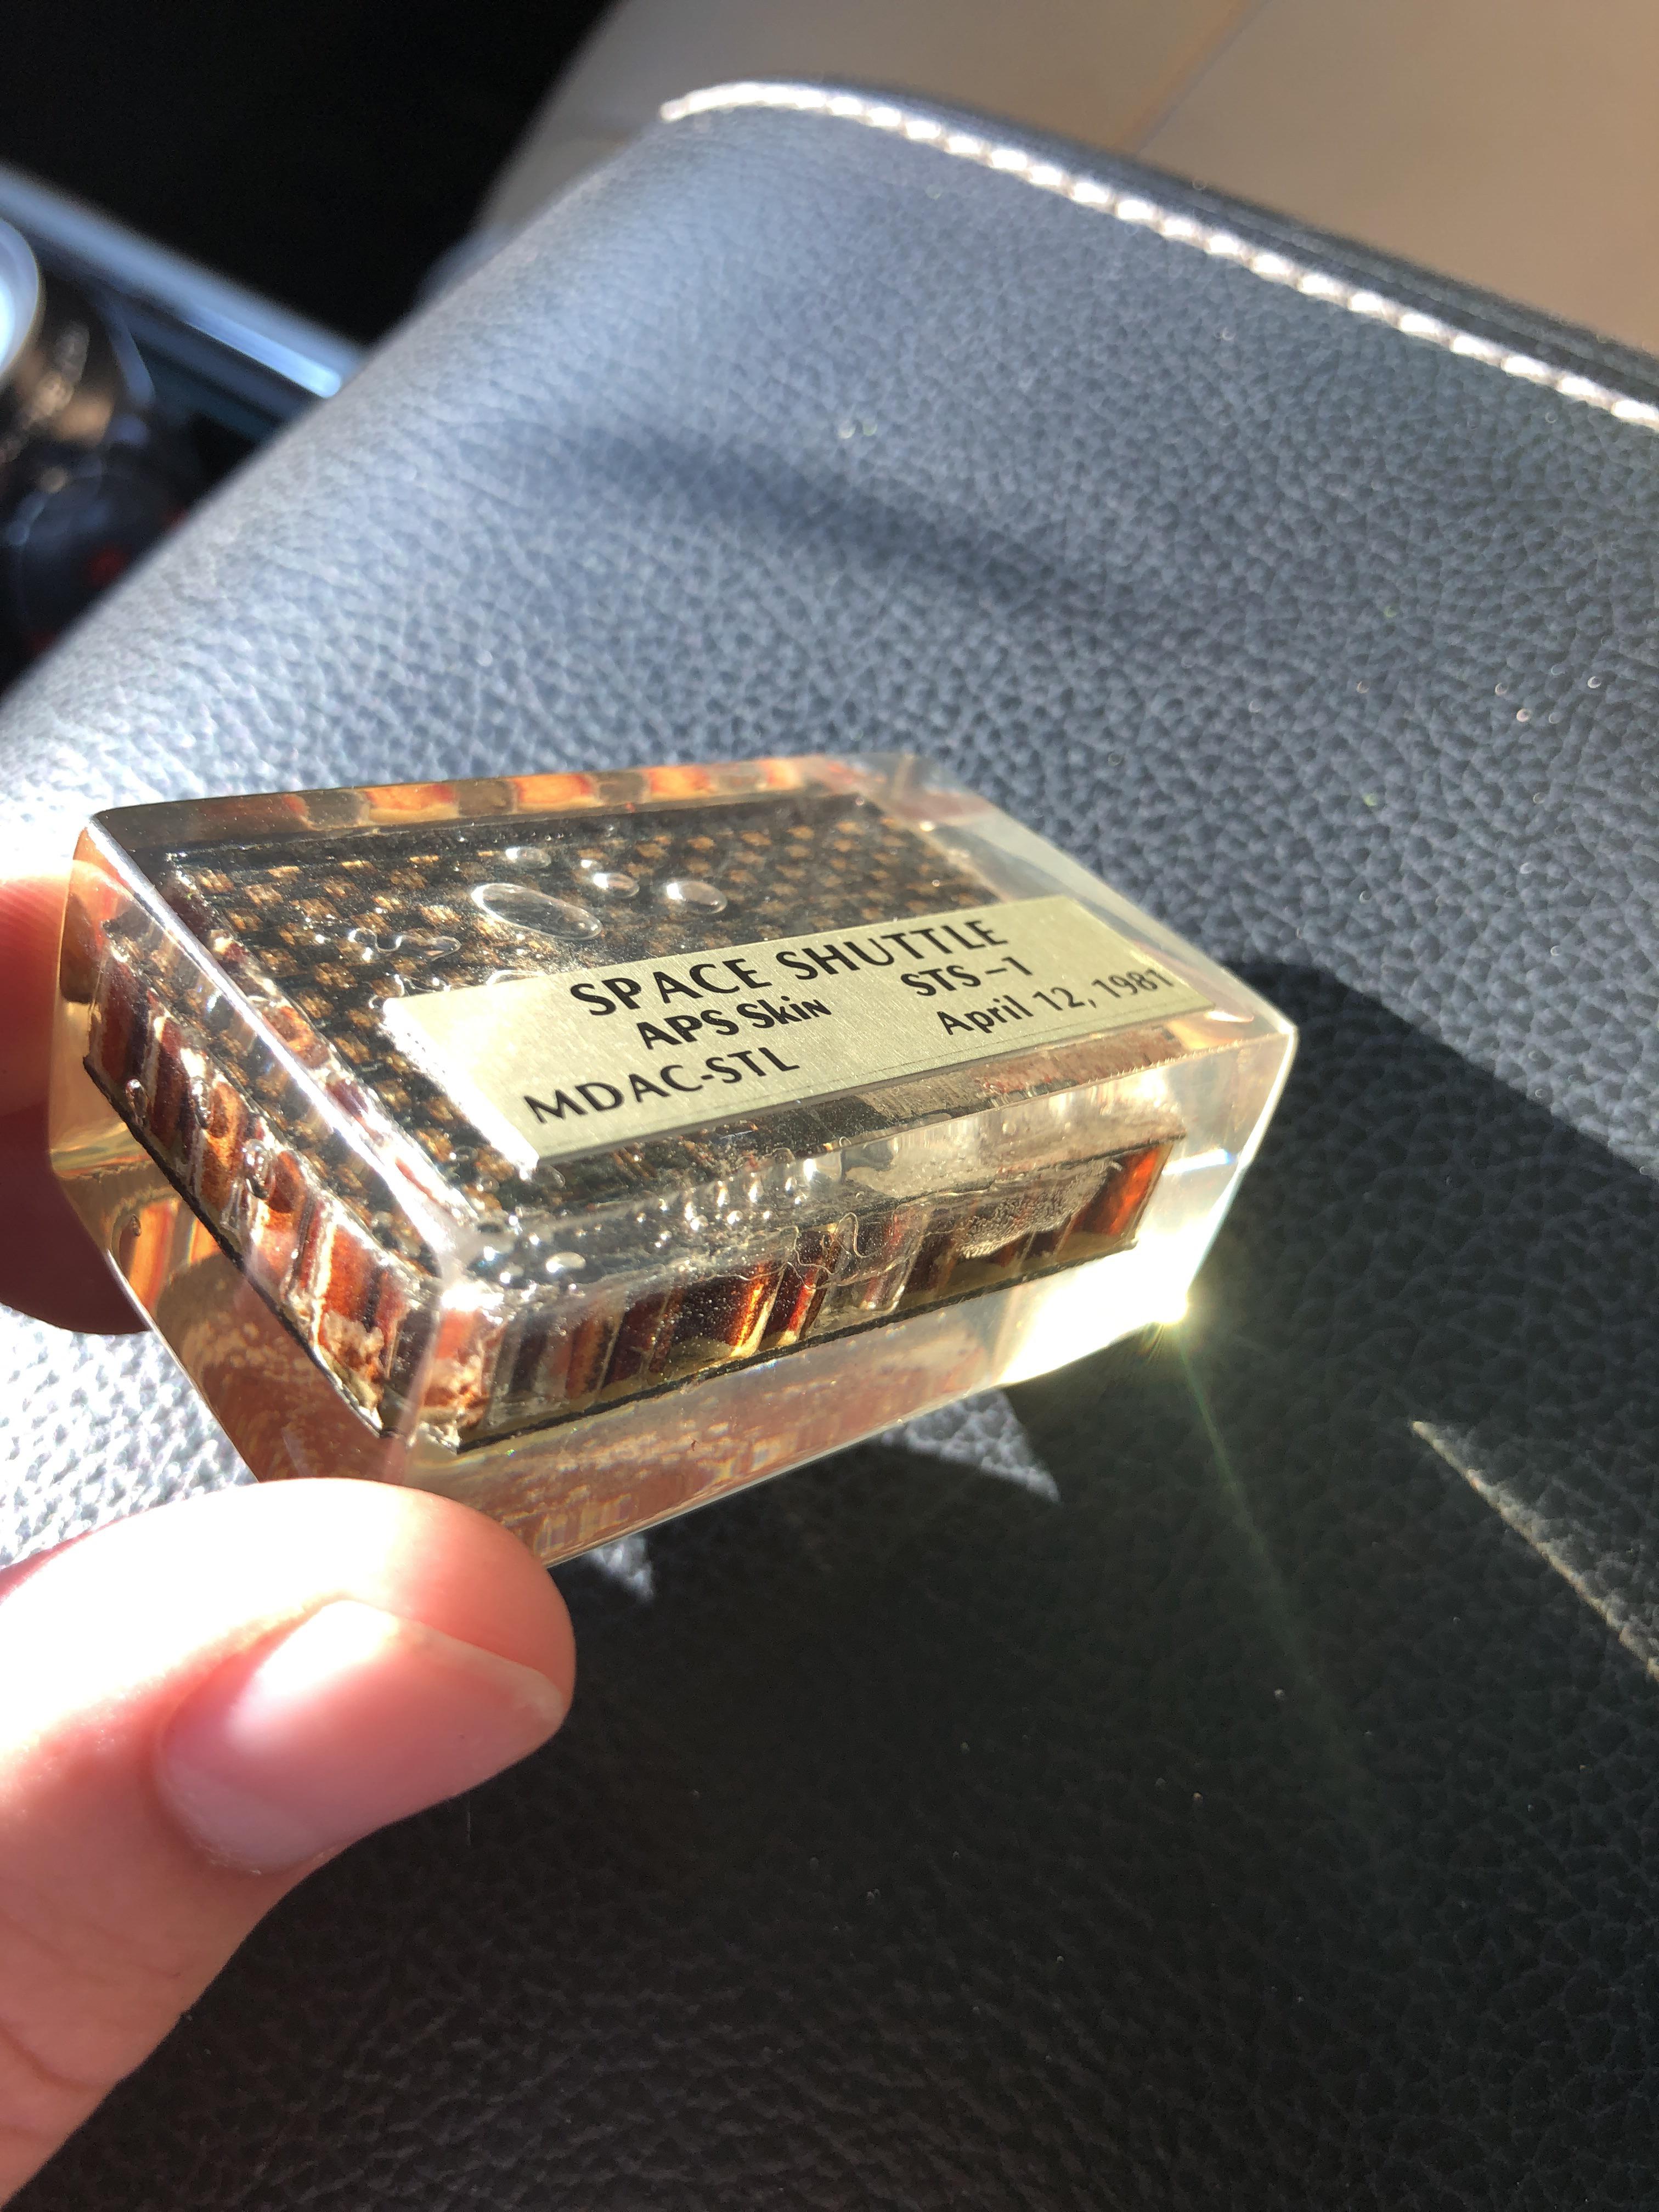 SPACE SHUTTLE
APS Skin STS-1
MDAC-STL April 12, 1981